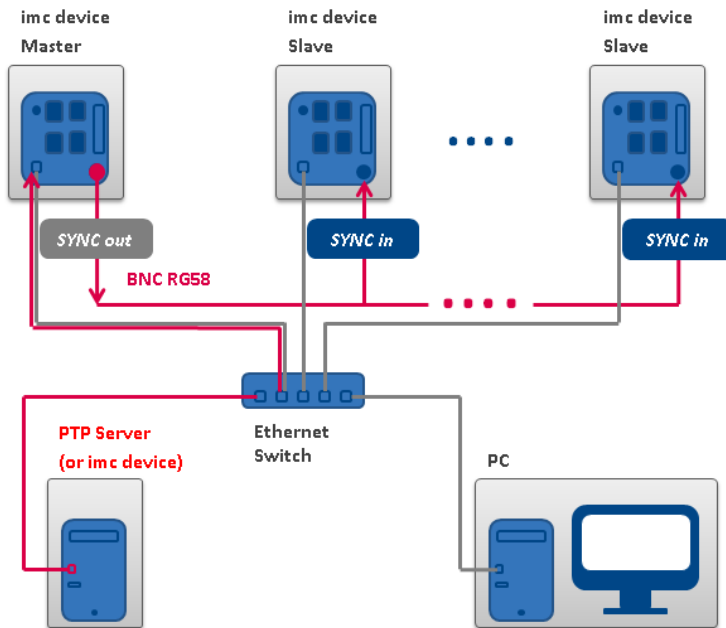 imc device
Master
imc device
Slave
imc device
Slave
SYNC out
SYNC in
SYNC in
BNC RG58
Ethernet
Switch
PTP Server
(or imc device)
PC